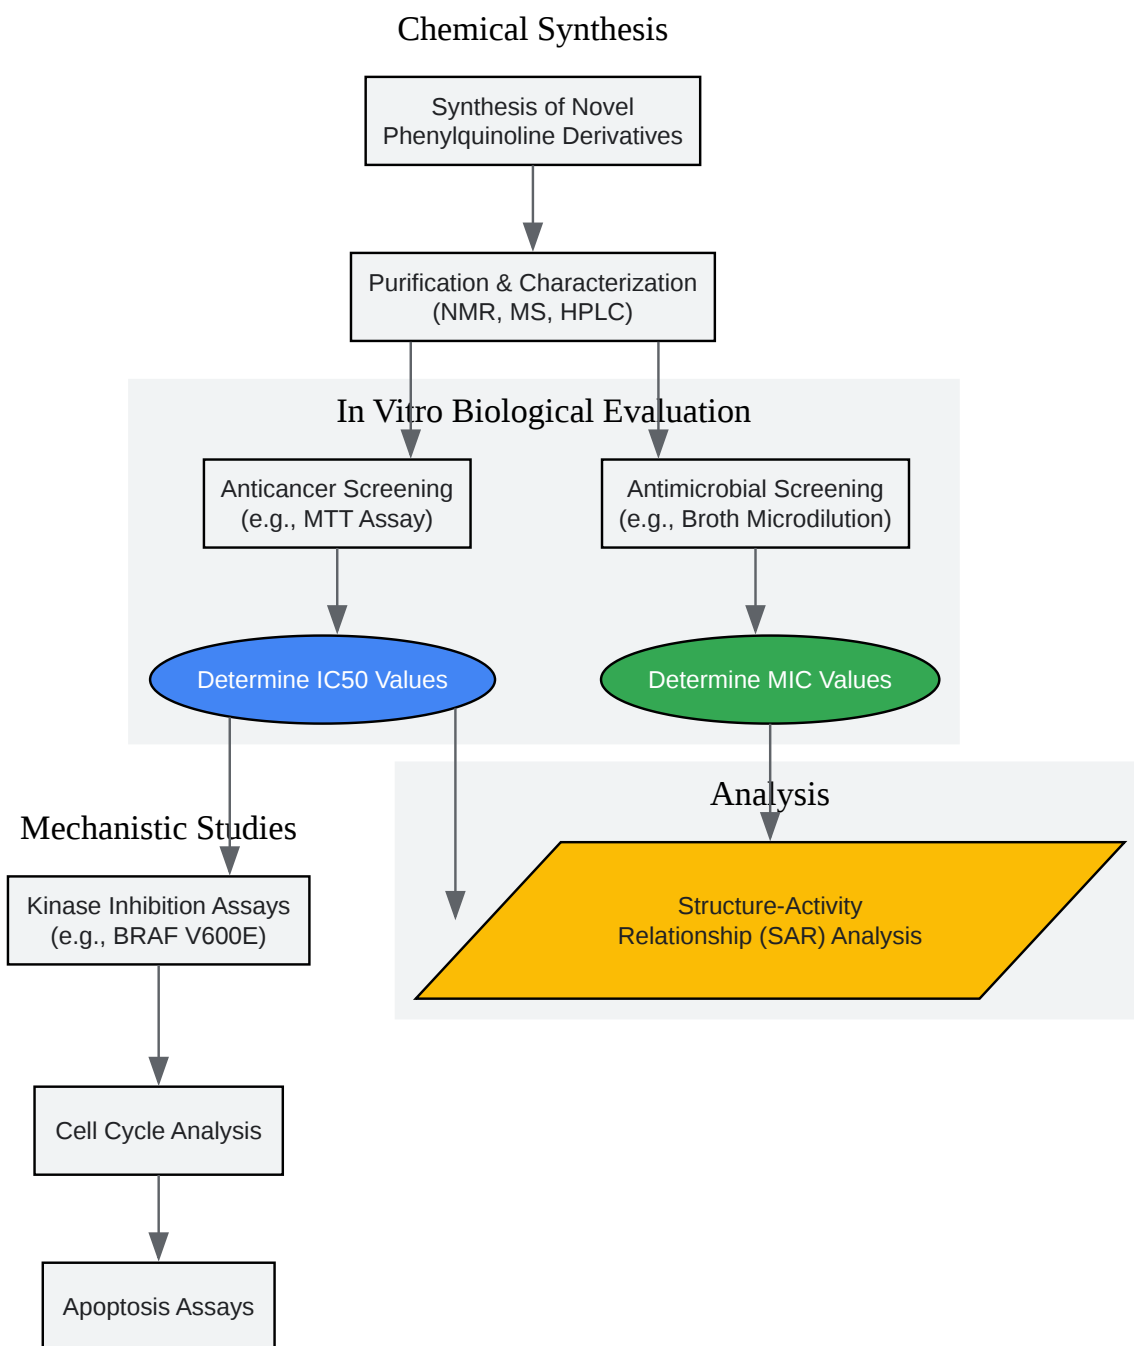 Chemical Synthesis
Synthesis of Novel
Phenylquinoline Derivatives
Purification & Characterization
(NMR, MS, HPLC)
In Vitro Biological Evaluation
Anticancer Screening
(e.g., MTT Assay)
Antimicrobial Screening
(e.g., Broth Microdilution)
Determine IC50 Values
Determine MIC Values
Analysis
Mechanistic Studies
Kinase Inhibition Assays
(e.g., BRAF V600E)
Structure-Activity
Relationship (SAR) Analysis
Cell Cycle Analysis
Apoptosis Assays